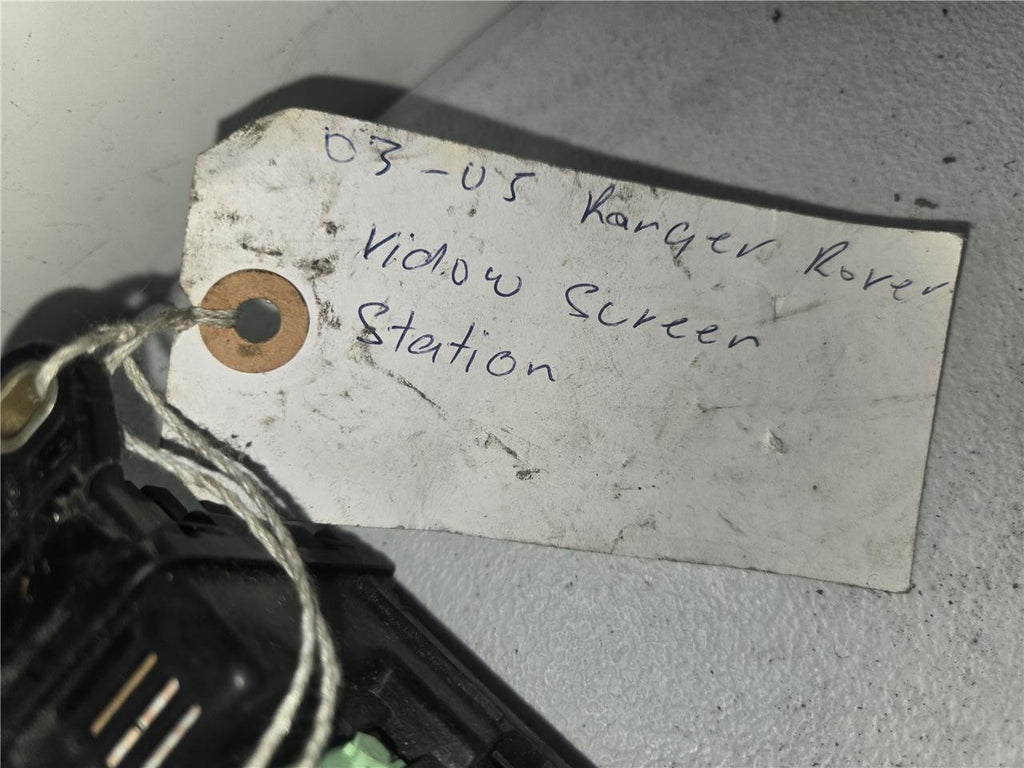 03-05 Ranger Rover
Vidow Screen
Station